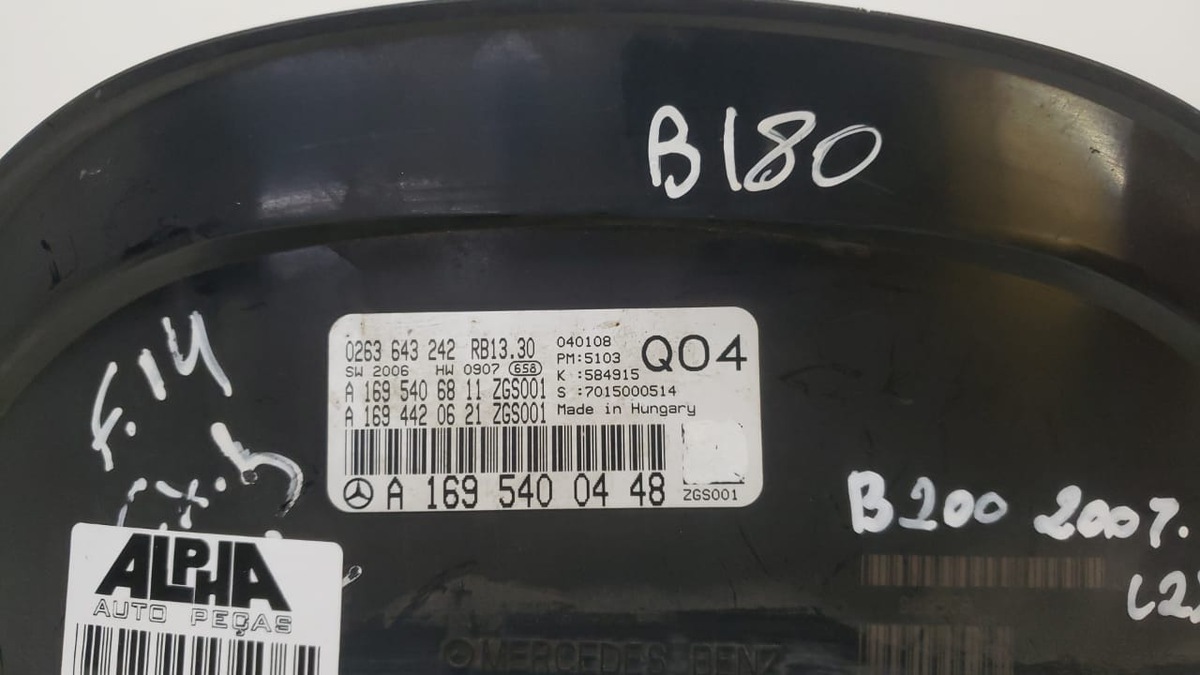 B180
F.14
0263 643 242 RB13.30
SW 2006 HW 0907 658
A 169 540 68 11 ZGS001
A 169 442 06 21 ZGS001
040108
PM:5103
K :584915
S :7015000514
Made in Hungary
Q04
A 169 540 04 48
ZGS001
B200 2007.
ALPHA
AUTO PEÇAS
MERCEDES BENZ